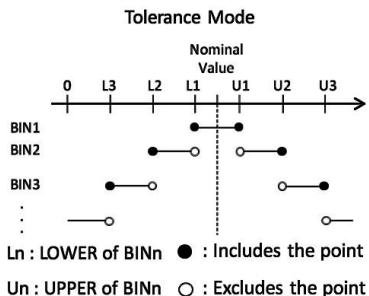 Tolerance Mode
Nominal
Value
0 L3 L2 L1 U1 U2 U3
BIN1
BIN2
BIN3
⋮
Ln : LOWER of BINn ● : Includes the point
Un : UPPER of BINn ○ : Excludes the point